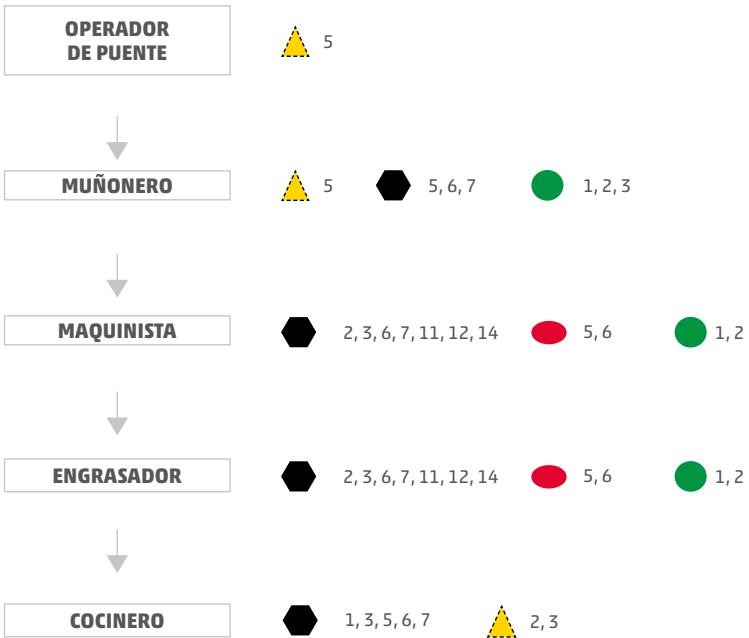 OPERADOR
DE PUENTE
5
MUÑONERO
5
5, 6, 7
1, 2, 3
MAQUINISTA
2, 3, 6, 7, 11, 12, 14
5, 6
1, 2
ENGRASADOR
2, 3, 6, 7, 11, 12, 14
5, 6
1, 2
COCINERO
1, 3, 5, 6, 7
2, 3